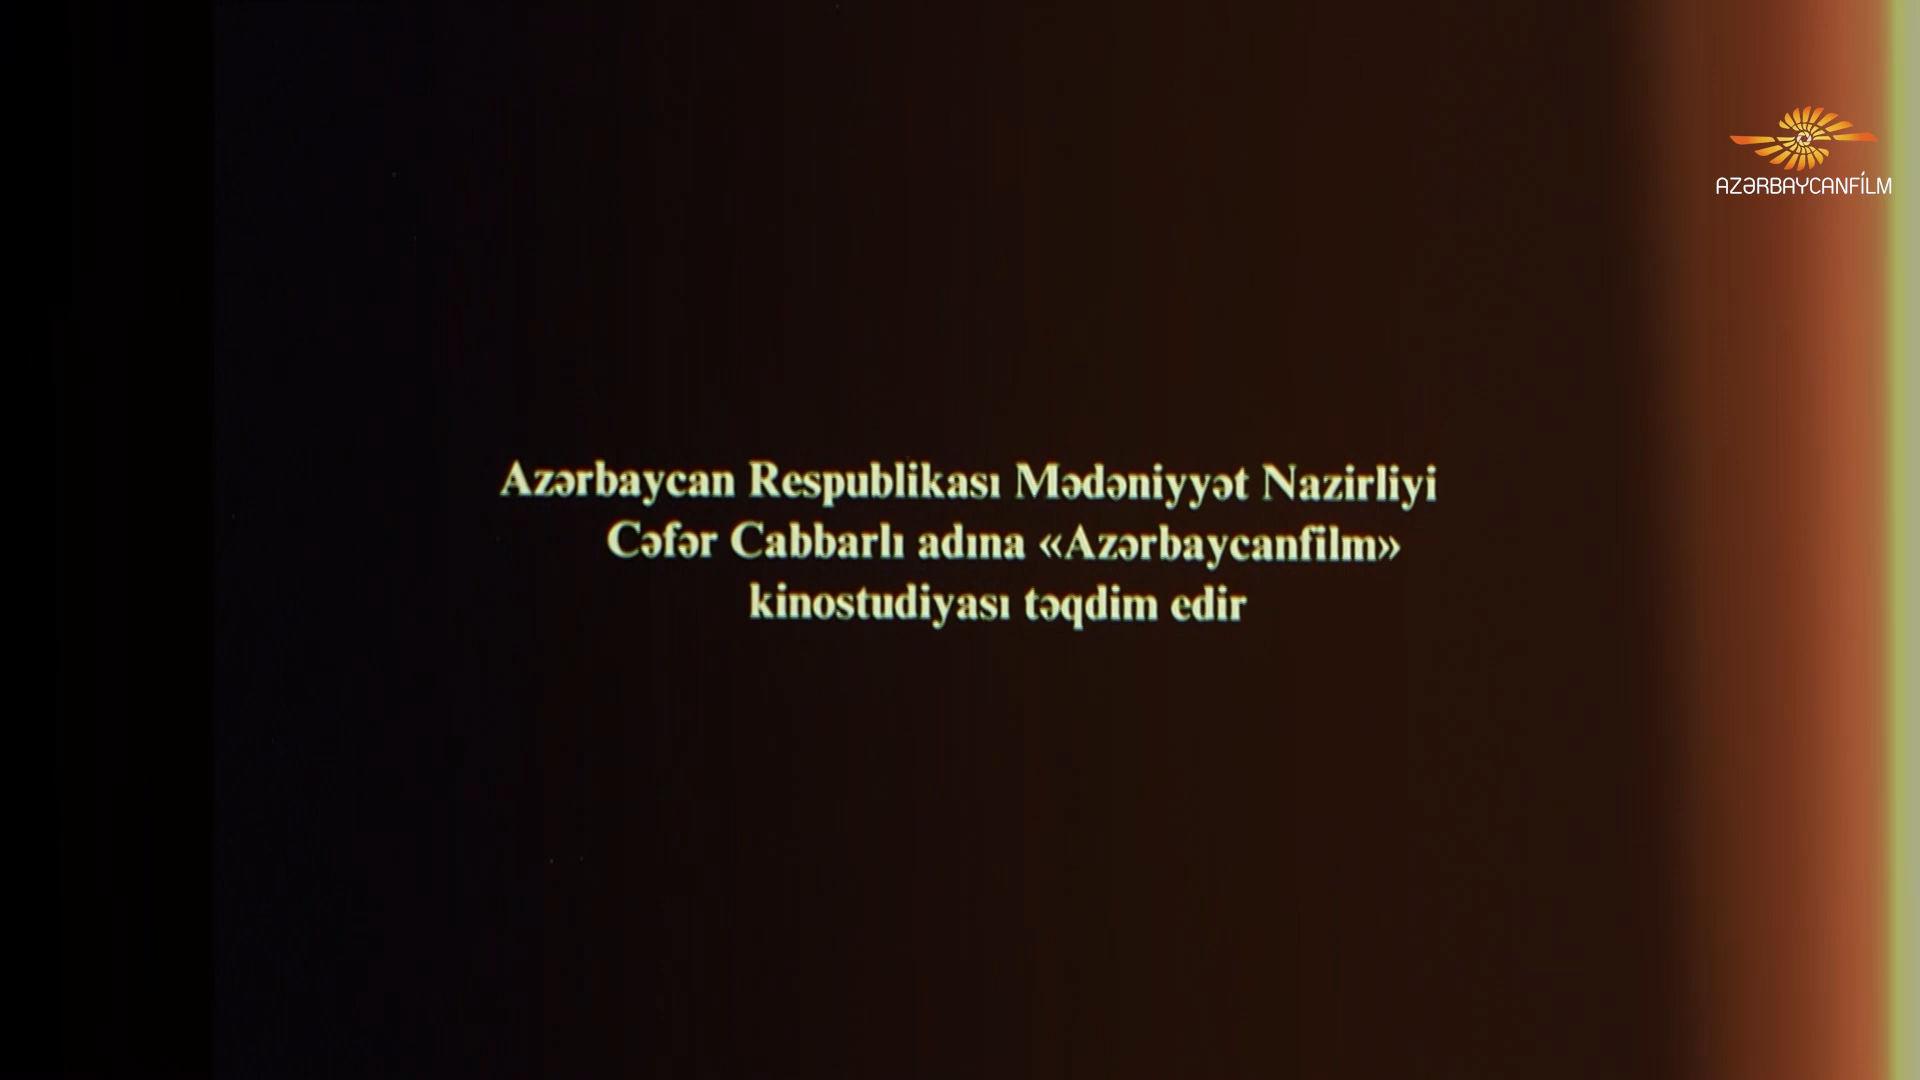 AZƏRBAYCANFİLM
Azərbaycan Respublikası Mədəniyyət Nazirliyi
Cəfər Cabbarlı adına «Azərbaycanfilm»
kinostudiyası təqdim edir